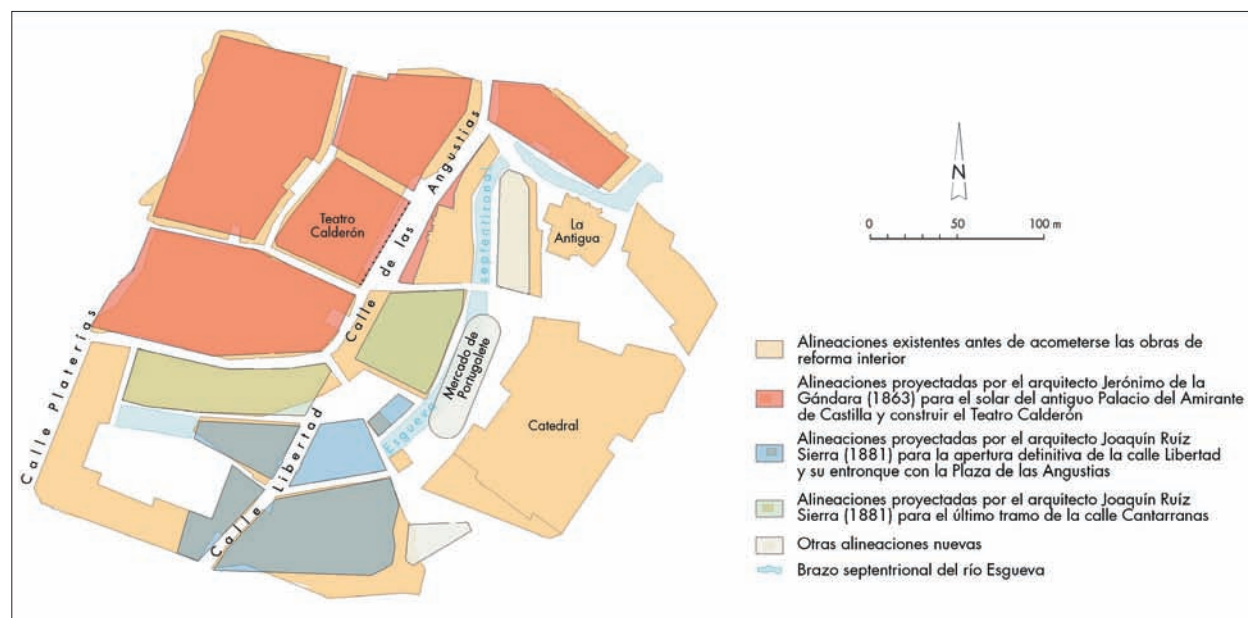 Calle Platerías
Teatro
Calderón
Calle de las Angustias
septentrional
La
Antigua
Mercado de
Portugalete
Esgueva
Catedral
Calle Libertad
N
0 50 100 m
Alineaciones existentes antes de acometerse las obras de
reforma interior
Alineaciones proyectadas por el arquitecto Jerónimo de la
Gándara (1863) para el solar del antiguo Palacio del Amirante
de Castilla y construir el Teatro Calderón
Alineaciones proyectadas por el arquitecto Joaquín Ruíz
Sierra (1881) para la apertura definitiva de la calle Libertad
y su entronque con la Plaza de las Angustias
Alineaciones proyectadas por el arquitecto Joaquín Ruíz
Sierra (1881) para el último tramo de la calle Cantarranas
Otras alineaciones nuevas
Brazo septentrional del río Esgueva